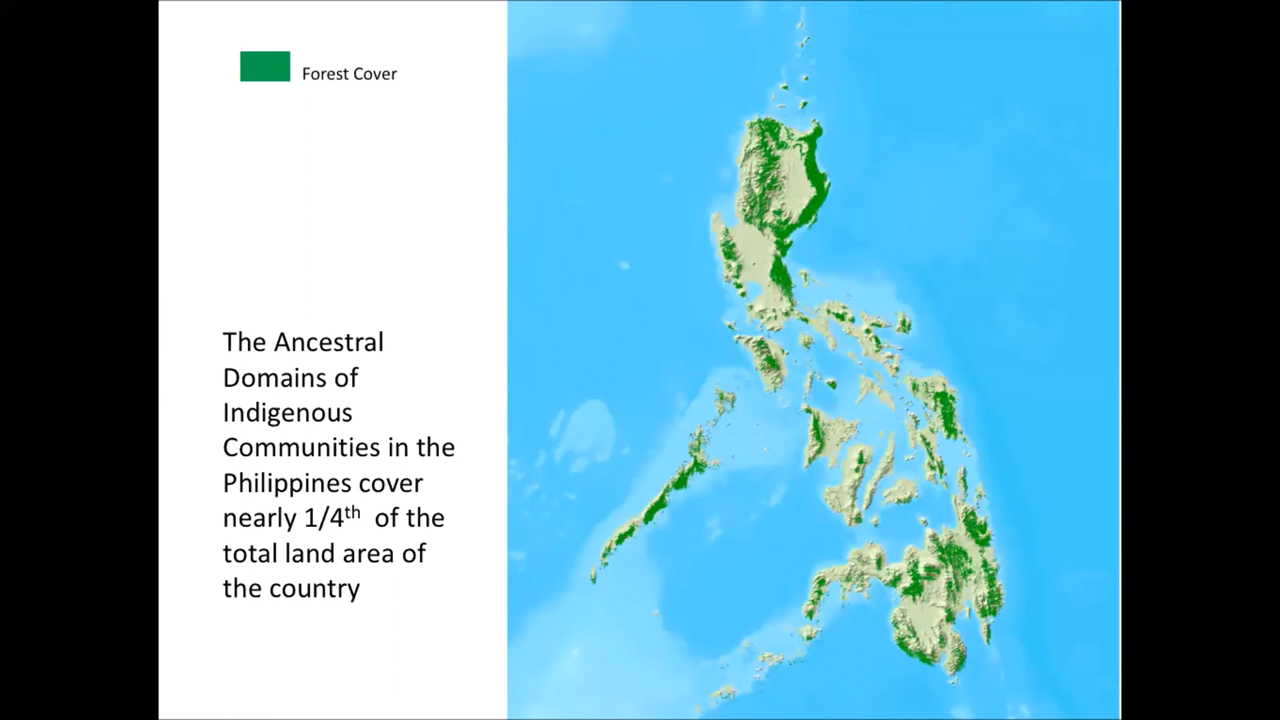 Forest Cover
The Ancestral
Domains of
Indigenous
Communities in the
Philippines cover
nearly 1/4th of the
total land area of
the country